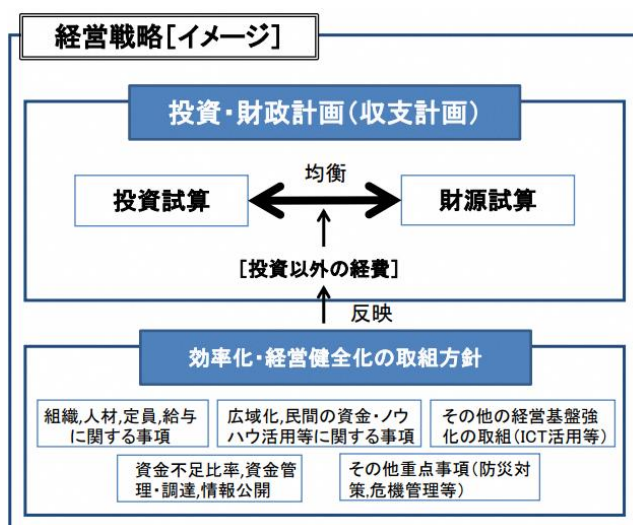 経営戦略[イメージ]
投資・財政計画(収支計画)
均衡
投資試算
財源試算
[投資以外の経費]
反映
効率化・経営健全化の取組方針
組織,人材,定員,給与
に関する事項
広域化,民間の資金・ノウ
ハウ活用等に関する事項
その他の経営基盤強
化の取組(ICT活用等)
資金不足比率,資金管
理・調達,情報公開
その他重点事項(防災対
策,危機管理等)